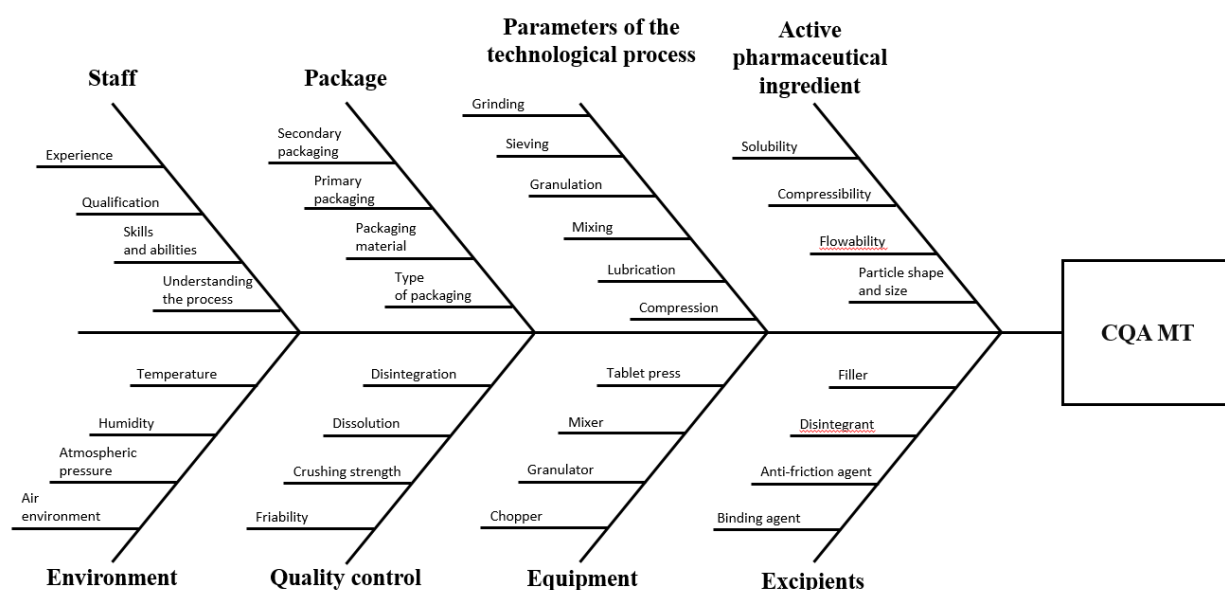 Parameters of the
technological process
Active
pharmaceutical
ingredient
Staff
Package
Experience
Qualification
Skills
and abilities
Understanding
the process
Secondary
packaging
Primary
packaging
Packaging
material
Type
of packaging
Grinding
Sieving
Granulation
Mixing
Lubrication
Compression
Solubility
Compressibility
Flowability
Particle shape
and size
CQA MT
Temperature
Humidity
Atmospheric
pressure
Air
environment
Disintegration
Dissolution
Crushing strength
Friability
Tablet press
Mixer
Granulator
Chopper
Filler
Disintegrant
Anti-friction agent
Binding agent
Environment
Quality control
Equipment
Excipients